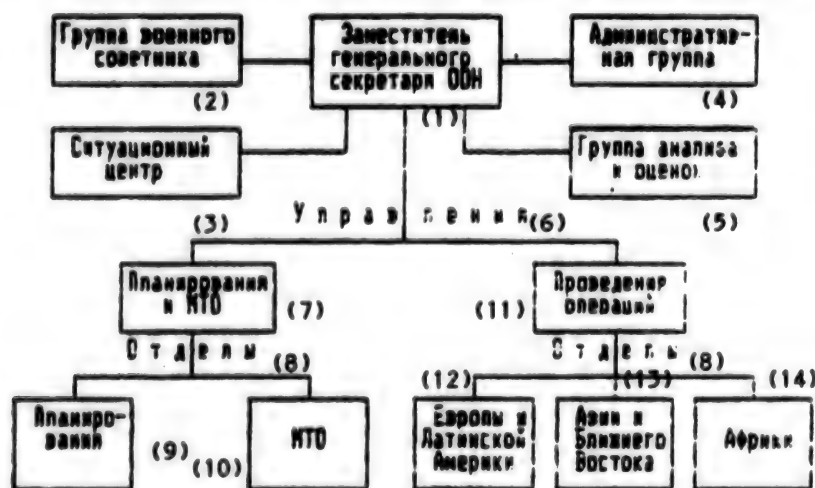 Группа военного
советника
(2)
Заместитель
генерального
секретаря ООН
(1)
Административ-
ная группа
(4)
Ситуационный
центр
(3)
Группа анализа
и оценок
(5)
Управления
(6)
Планирования
и МТО
(7)
Проведения
операций
(11)
Отделы
(8)
Отделы
(8)
Планиро-
вания
(9)
МТО
(10)
(12)
Европы и
Латинской
Америки
(13)
Азии и
Ближнего
Востока
(14)
Африки